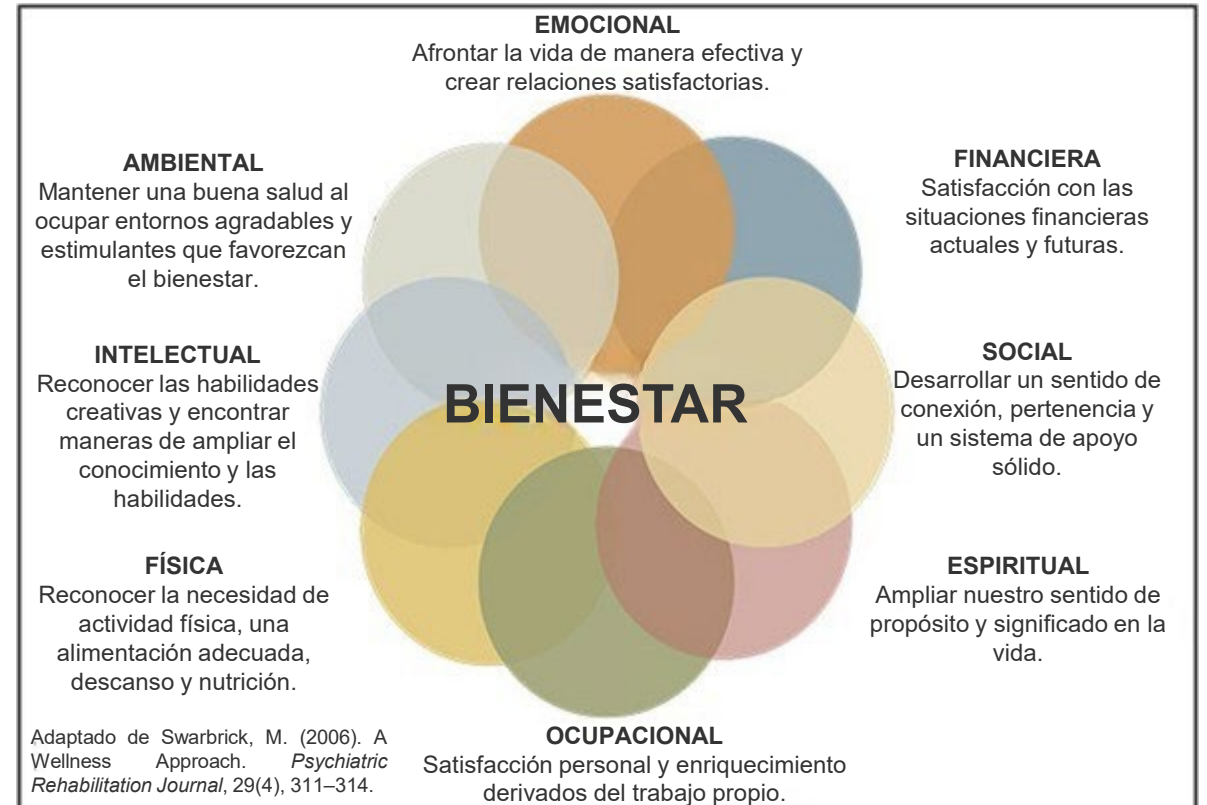 EMOCIONAL
Afrontar la vida de manera efectiva y
crear relaciones satisfactorias.
AMBIENTAL
Mantener una buena salud al
ocupar entornos agradables y
estimulantes que favorezcan
el bienestar.
FINANCIERA
Satisfacción con las
situaciones financieras
actuales y futuras.
INTELECTUAL
Reconocer las habilidades
creativas y encontrar
maneras de ampliar el
conocimiento y las
habilidades.
BIENESTAR
SOCIAL
Desarrollar un sentido de
conexión, pertenencia y
un sistema de apoyo
sólido.
FÍSICA
Reconocer la necesidad de
actividad física, una
alimentación adecuada,
descanso y nutrición.
ESPIRITUAL
Ampliar nuestro sentido de
propósito y significado en la
vida.
Adaptado de Swarbrick, M. (2006). A
Wellness Approach. Psychiatric
Rehabilitation Journal, 29(4), 311–314.
OCUPACIONAL
Satisfacción personal y enriquecimiento
derivados del trabajo propio.